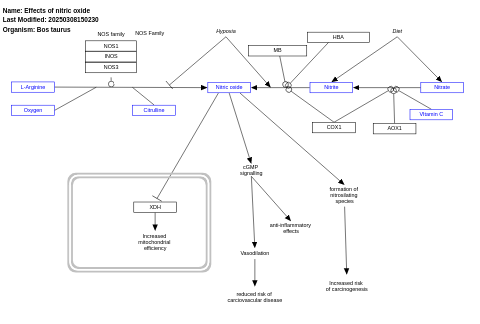 Name: Effects of nitric oxide
Last Modified: 20250308150230
Organism: Bos taurus
NOS family
NOS Family
Hypoxis
HBA
Diet
NOS1
INOS
NOS3
MB
L-Arginine
Nitric oxide
Nitrite
Nitrate
Oxygen
Citrulline
Vitamin C
COX1
AOX1
cGMP
signalling
formation of
nitrosilating
species
XDH
anti-inflammatory
effects
Increased
mitochondrial
efficiency
Vasodilation
reduced risk of
carciovascular disease
Increased risk
of carcinogenesis